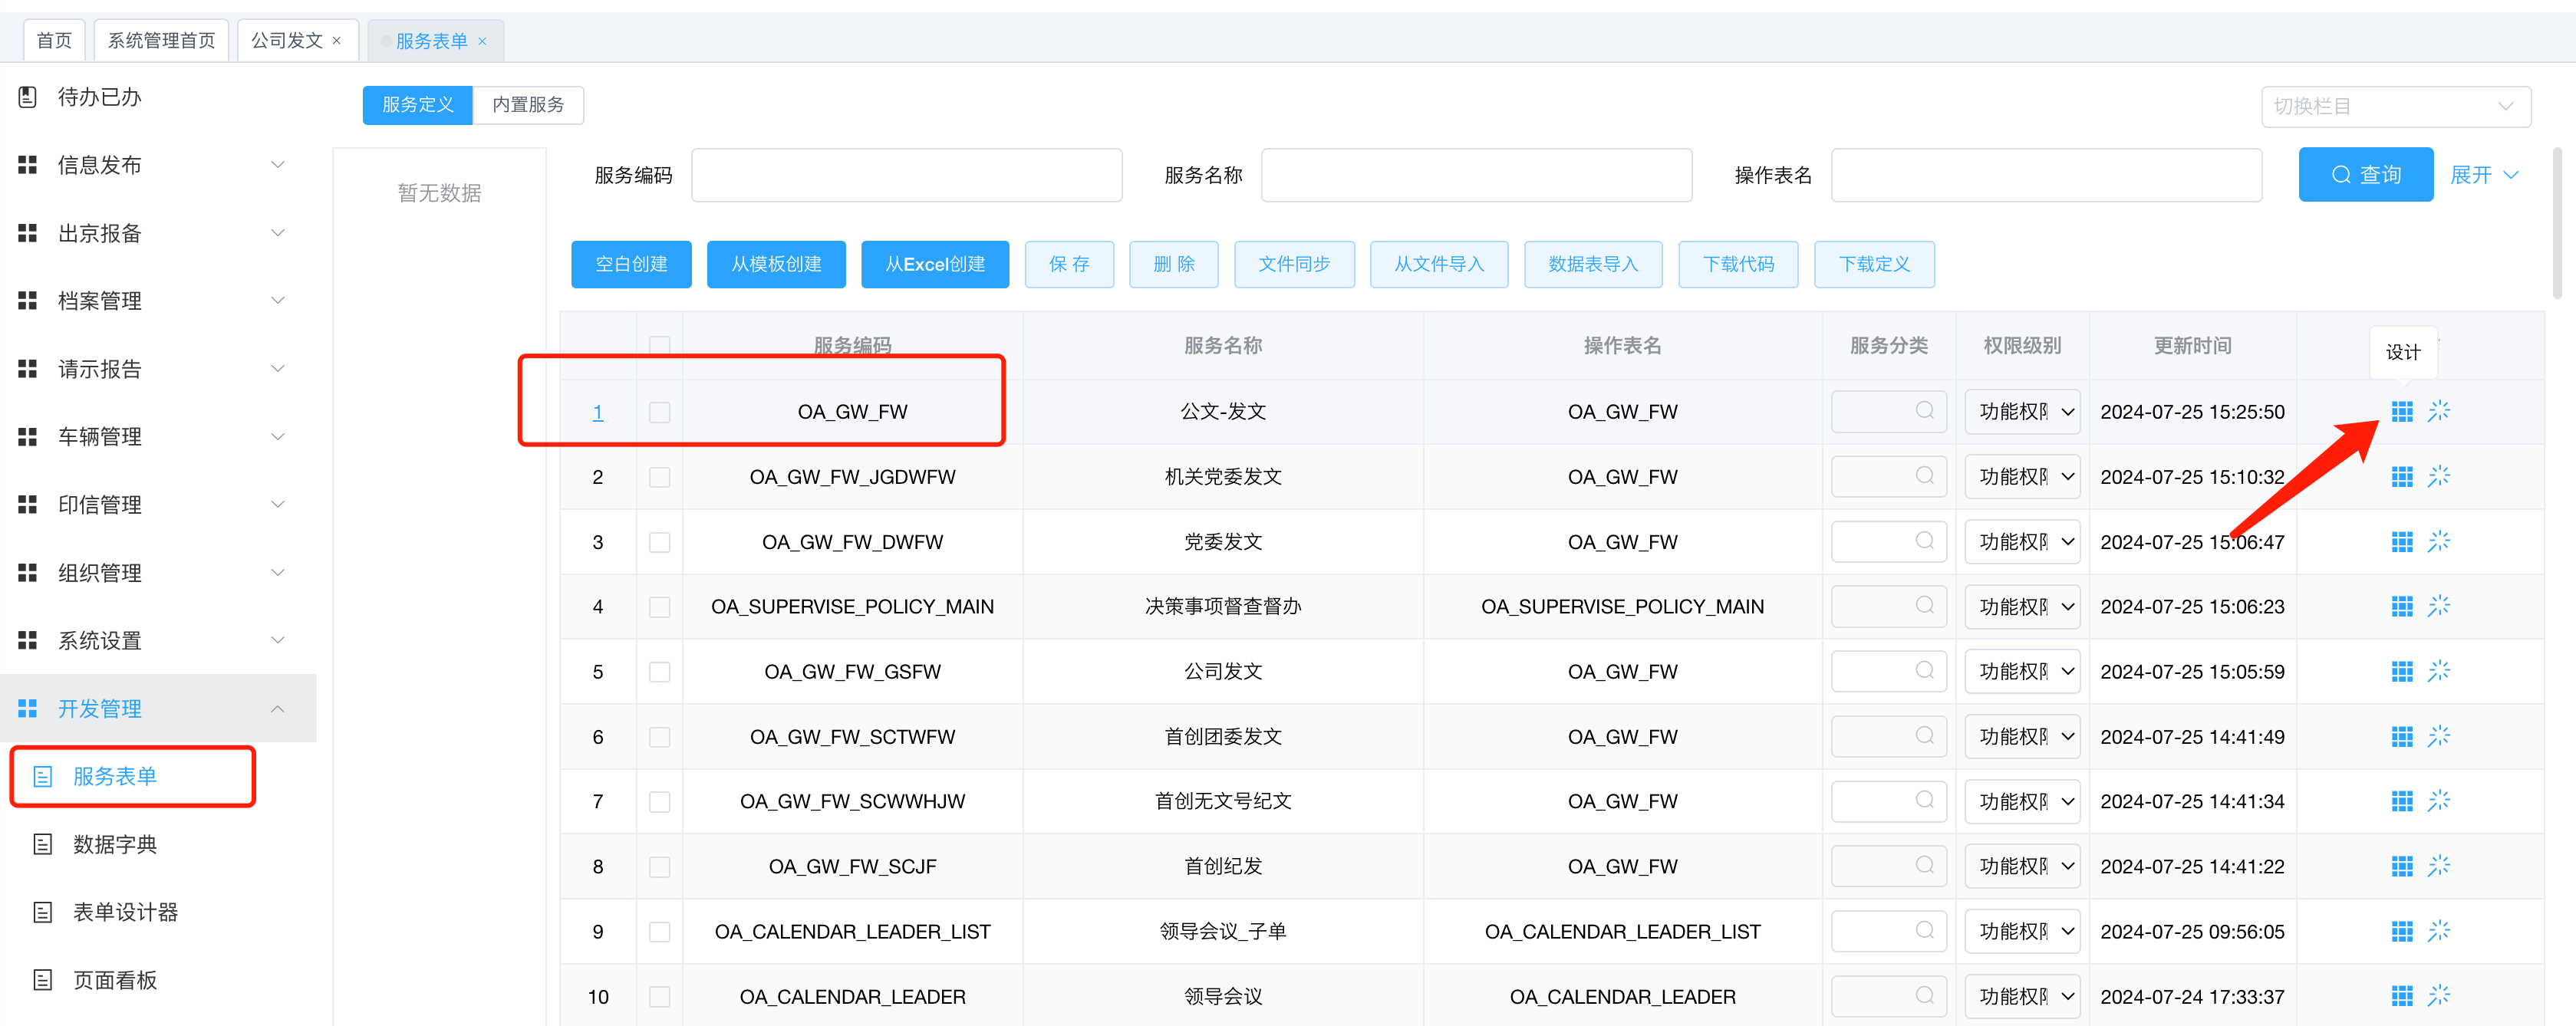 首页 系统管理首页 公司发文 × 服务表单 ×
待办已办
信息发布
出京报备
档案管理
请示报告
车辆管理
印信管理
组织管理
系统设置
开发管理
服务表单
数据字典
表单设计器
页面看板
服务定义 内置服务
切换栏目
暂无数据
服务编码 服务名称 操作表名 查询 展开
空白创建 从模板创建 从Excel创建 保 存 删 除 文件同步 从文件导入 数据表导入 下载代码 下载定义
服务编码 服务名称 操作表名 服务分类 权限级别 更新时间
设计
1 OA_GW_FW 公文-发文 OA_GW_FW 功能权 2024-07-25 15:25:50
2 OA_GW_FW_JGDWFW 机关党委发文 OA_GW_FW 功能权 2024-07-25 15:10:32
3 OA_GW_FW_DWFW 党委发文 OA_GW_FW 功能权 2024-07-25 15:06:47
4 OA_SUPERVISE_POLICY_MAIN 决策事项督查督办 OA_SUPERVISE_POLICY_MAIN 功能权 2024-07-25 15:06:23
5 OA_GW_FW_GSFW 公司发文 OA_GW_FW 功能权 2024-07-25 15:05:59
6 OA_GW_FW_SCTWFW 首创团委发文 OA_GW_FW 功能权 2024-07-25 14:41:49
7 OA_GW_FW_SCWWHJW 首创无文号纪文 OA_GW_FW 功能权 2024-07-25 14:41:34
8 OA_GW_FW_SCJF 首创纪发 OA_GW_FW 功能权 2024-07-25 14:41:22
9 OA_CALENDAR_LEADER_LIST 领导会议_子单 OA_CALENDAR_LEADER_LIST 功能权 2024-07-25 09:56:05
10 OA_CALENDAR_LEADER 领导会议 OA_CALENDAR_LEADER 功能权 2024-07-24 17:33:37